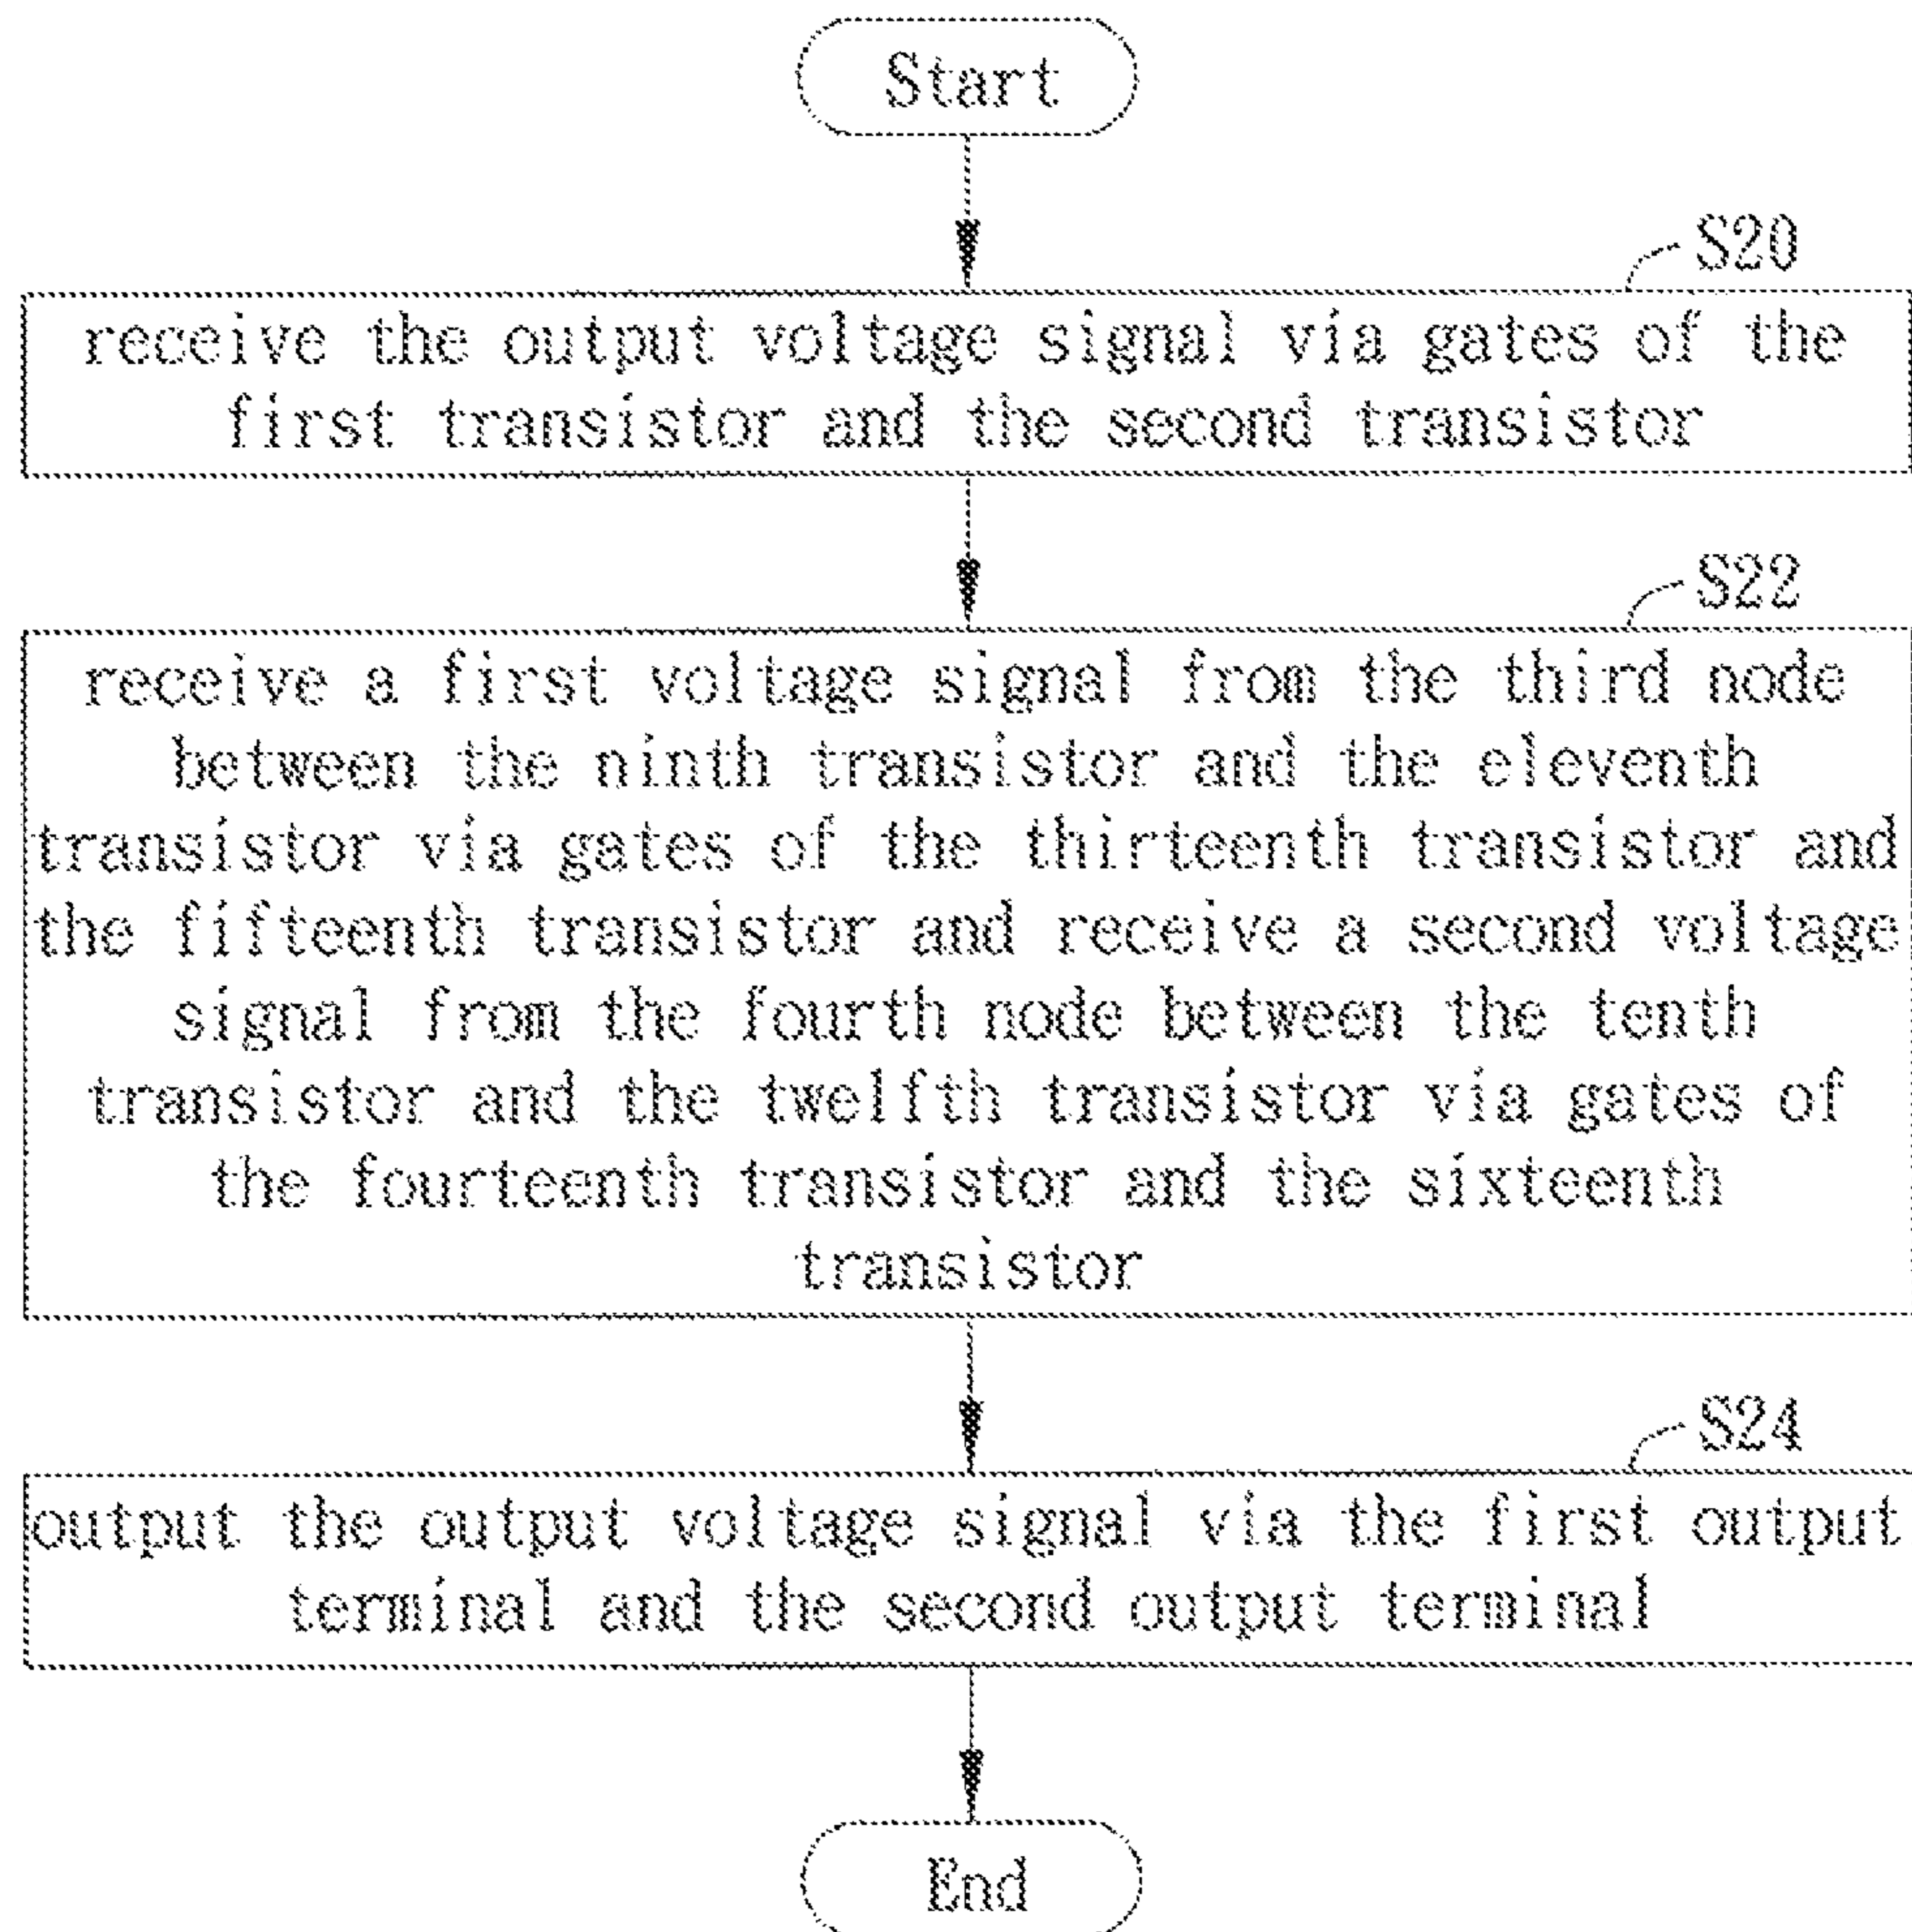 Start
S20
receive the output voltage signal via gates of the
first transistor and the second transistor
S22
receive a first voltage signal from the third node
between the ninth transistor and the eleventh
transistor via gates of the thirteenth transistor and
the fifteenth transistor and receive a second voltage
signal from the fourth node between the tenth
transistor and the twelfth transistor via gates of
the fourteenth transistor and the sixteenth
transistor
S24
output the output voltage signal via the first output
terminal and the second output terminal
End